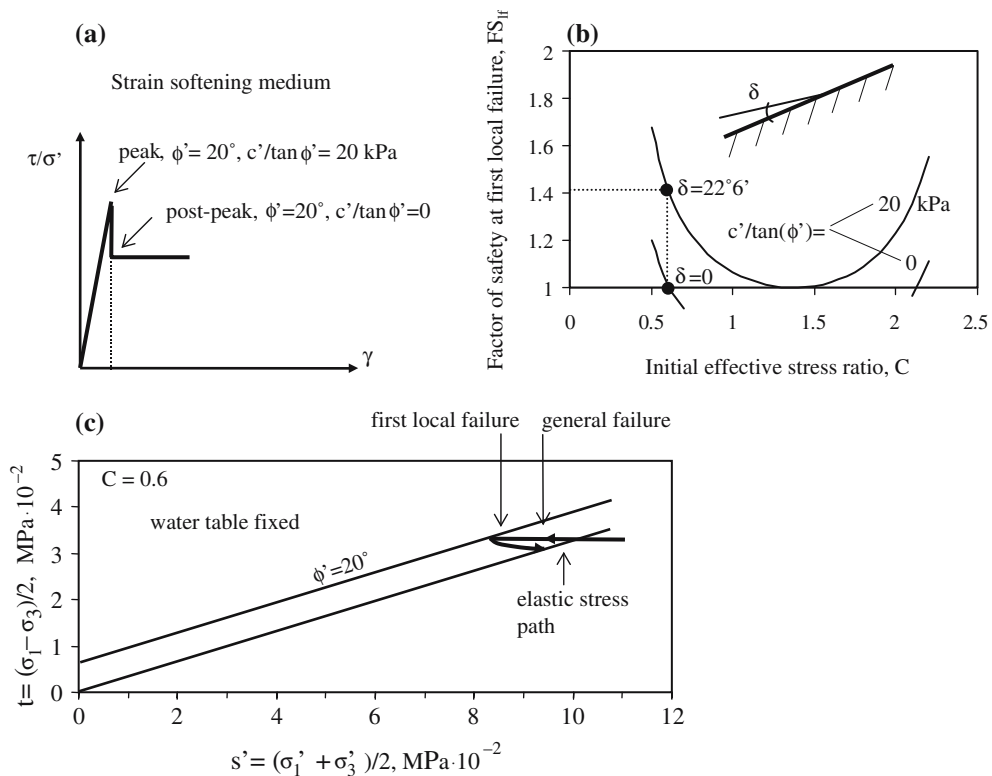 (a)
Strain softening medium
τ/σ’
peak, ϕ’= 20°, c’/tan ϕ’= 20 kPa
post-peak, ϕ’=20°, c’/tan ϕ’=0
γ
(b)
Factor of safety at first local failure, FS_lf
2
1.8
1.6
1.4
1.2
1
δ
δ=22°6’
δ=0
c’/tan(ϕ’)=
20 kPa
0
0 0.5 1 1.5 2 2.5
Initial effective stress ratio, C
(c)
first local failure general failure
t= (σ1 − σ3)/2, MPa·10⁻²
5
4
3
2
1
0
C = 0.6
water table fixed
ϕ’=20°
elastic stress
path
0 2 4 6 8 10 12
s’= (σ1’ +σ3’)/2, MPa·10⁻²